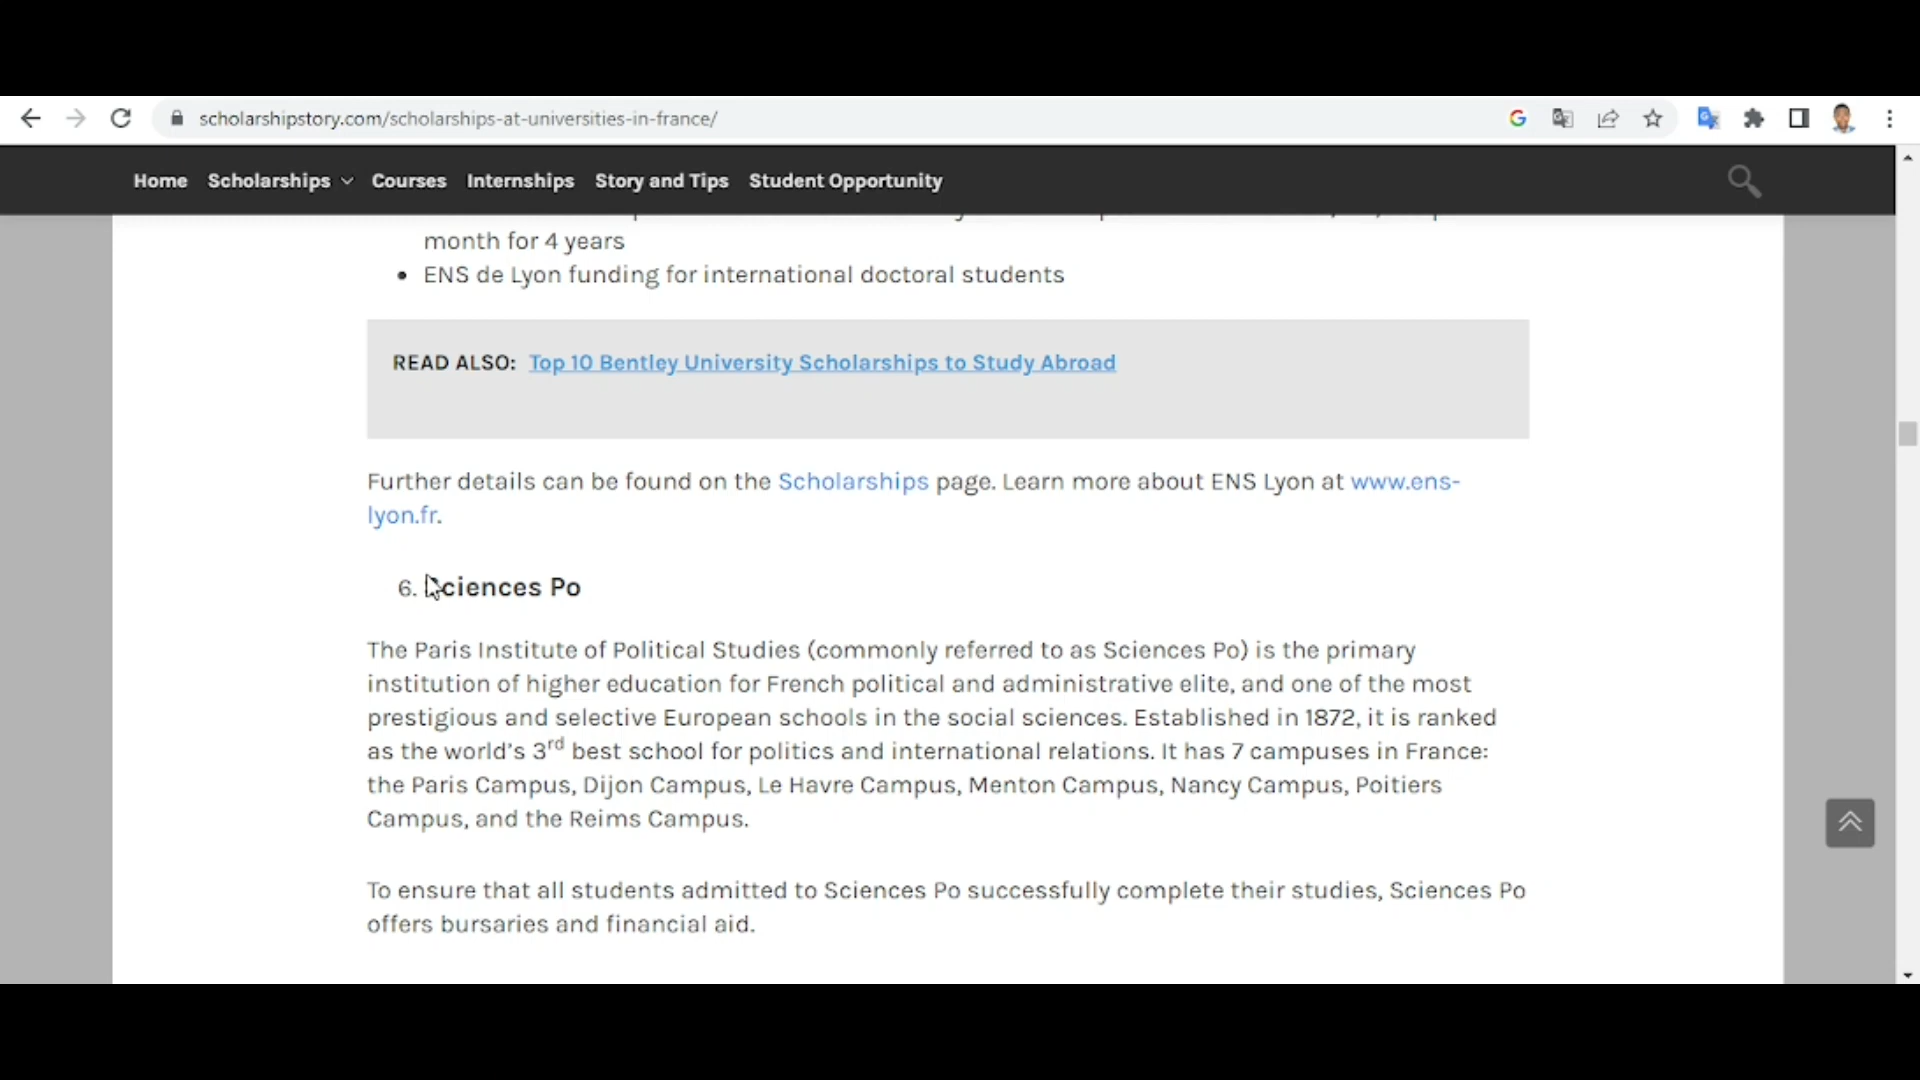 scholarshipstory.com/scholarships-at-universities-in-france/
Home Scholarships Courses Internships Story and Tips Student Opportunity
month for 4 years
• ENS de Lyon funding for international doctoral students
READ ALSO: Top 10 Bentley University Scholarships to Study Abroad
Further details can be found on the Scholarships page. Learn more about ENS Lyon at www.ens-
lyon.fr.
6. Sciences Po
The Paris Institute of Political Studies (commonly referred to as Sciences Po) is the primary
institution of higher education for French political and administrative elite, and one of the most
prestigious and selective European schools in the social sciences. Established in 1872, it is ranked
as the world's 3rd best school for politics and international relations. It has 7 campuses in France:
the Paris Campus, Dijon Campus, Le Havre Campus, Menton Campus, Nancy Campus, Poitiers
Campus, and the Reims Campus.
To ensure that all students admitted to Sciences Po successfully complete their studies, Sciences Po
offers bursaries and financial aid.